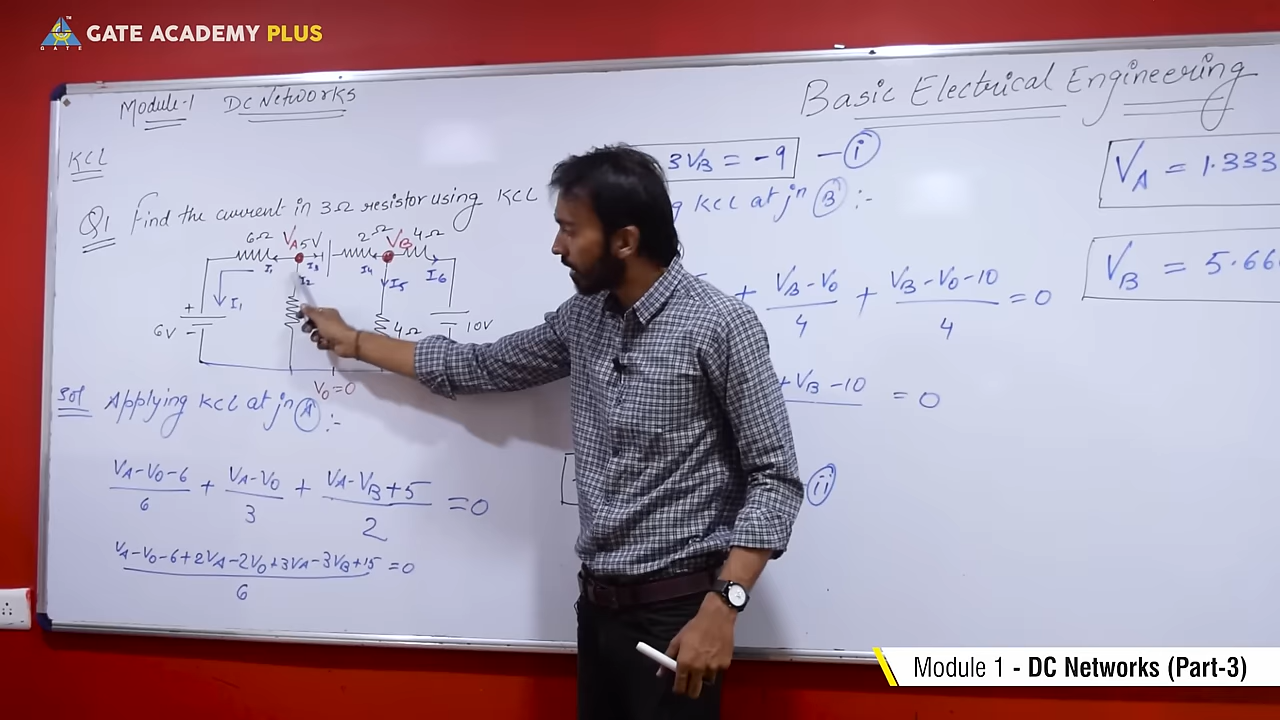 GATE ACADEMY PLUS
GATE
Module-1 DC Networks
Basic Electrical Engineering
KCL
Q1 Find the current in 3Ω resistor using KCL
6Ω VA 5V 2Ω VB 4Ω
I1 I3 I4 I6
I2 I5
+ I1
6V -
4Ω 10V
V0=0
Sol Applying KCL at jn A :-
VA-V0-6/6 + VA-V0/3 + VA-VB+5/2 =0
VA-V0-6+2VA-2V0+3VA-3VB+15/6 =0
3VB = -9 - i
KCL at jn B :-
+ VB-V0/4 + VB-V0-10/4 =0
+VB-10 =0
ii
VA = 1.333
VB = 5.66
Module 1 - DC Networks (Part-3)